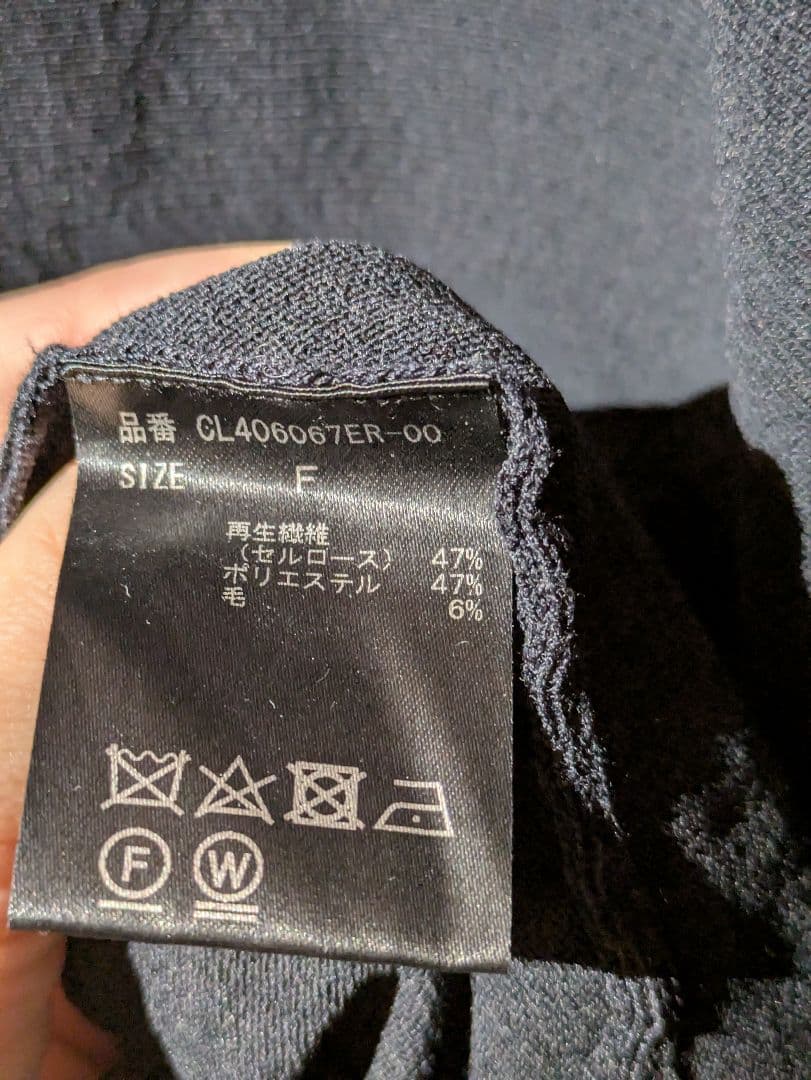 品番 CL406067ER-00
SIZE F
再生繊維
(セルロース) 47%
ポリエステル 47%
毛 6%
F
W